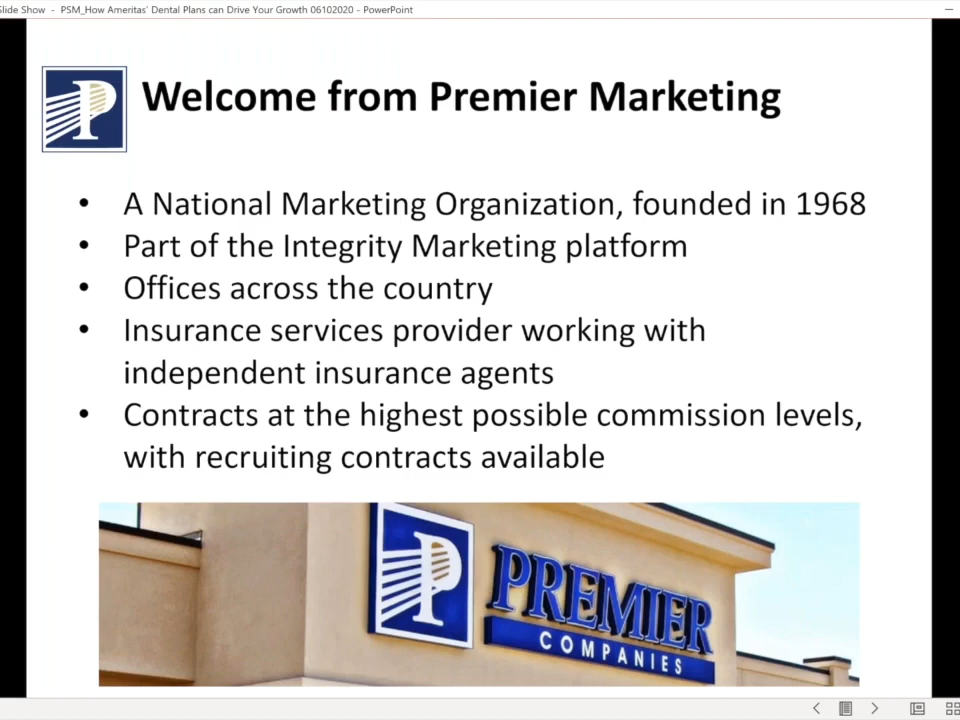 Slide Show - PSM_How Ameritas' Dental Plans can Drive Your Growth 06102020 - PowerPoint
P
Welcome from Premier Marketing
• A National Marketing Organization, founded in 1968
• Part of the Integrity Marketing platform
• Offices across the country
• Insurance services provider working with
independent insurance agents
• Contracts at the highest possible commission levels,
with recruiting contracts available
P
PREMIER
COMPANIES